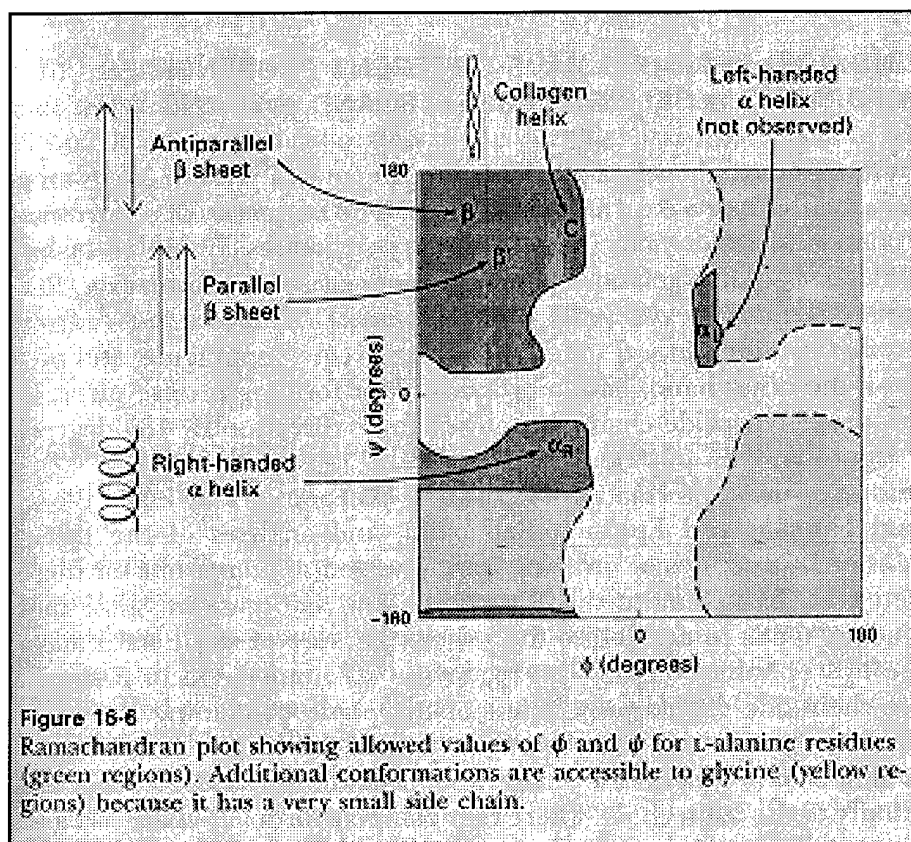 Collagen
helix
Left-handed
α helix
(not observed)
Antiparallel
β sheet
Parallel
β sheet
Right-handed
α helix
180
β
C
β'
α
ψ (degrees)
0
αR
-180
0
180
ϕ (degrees)
Figure 16-6
Ramachandran plot showing allowed values of ϕ and ψ for L-alanine residues
(green regions). Additional conformations are accessible to glycine (yellow re-
gions) because it has a very small side chain.